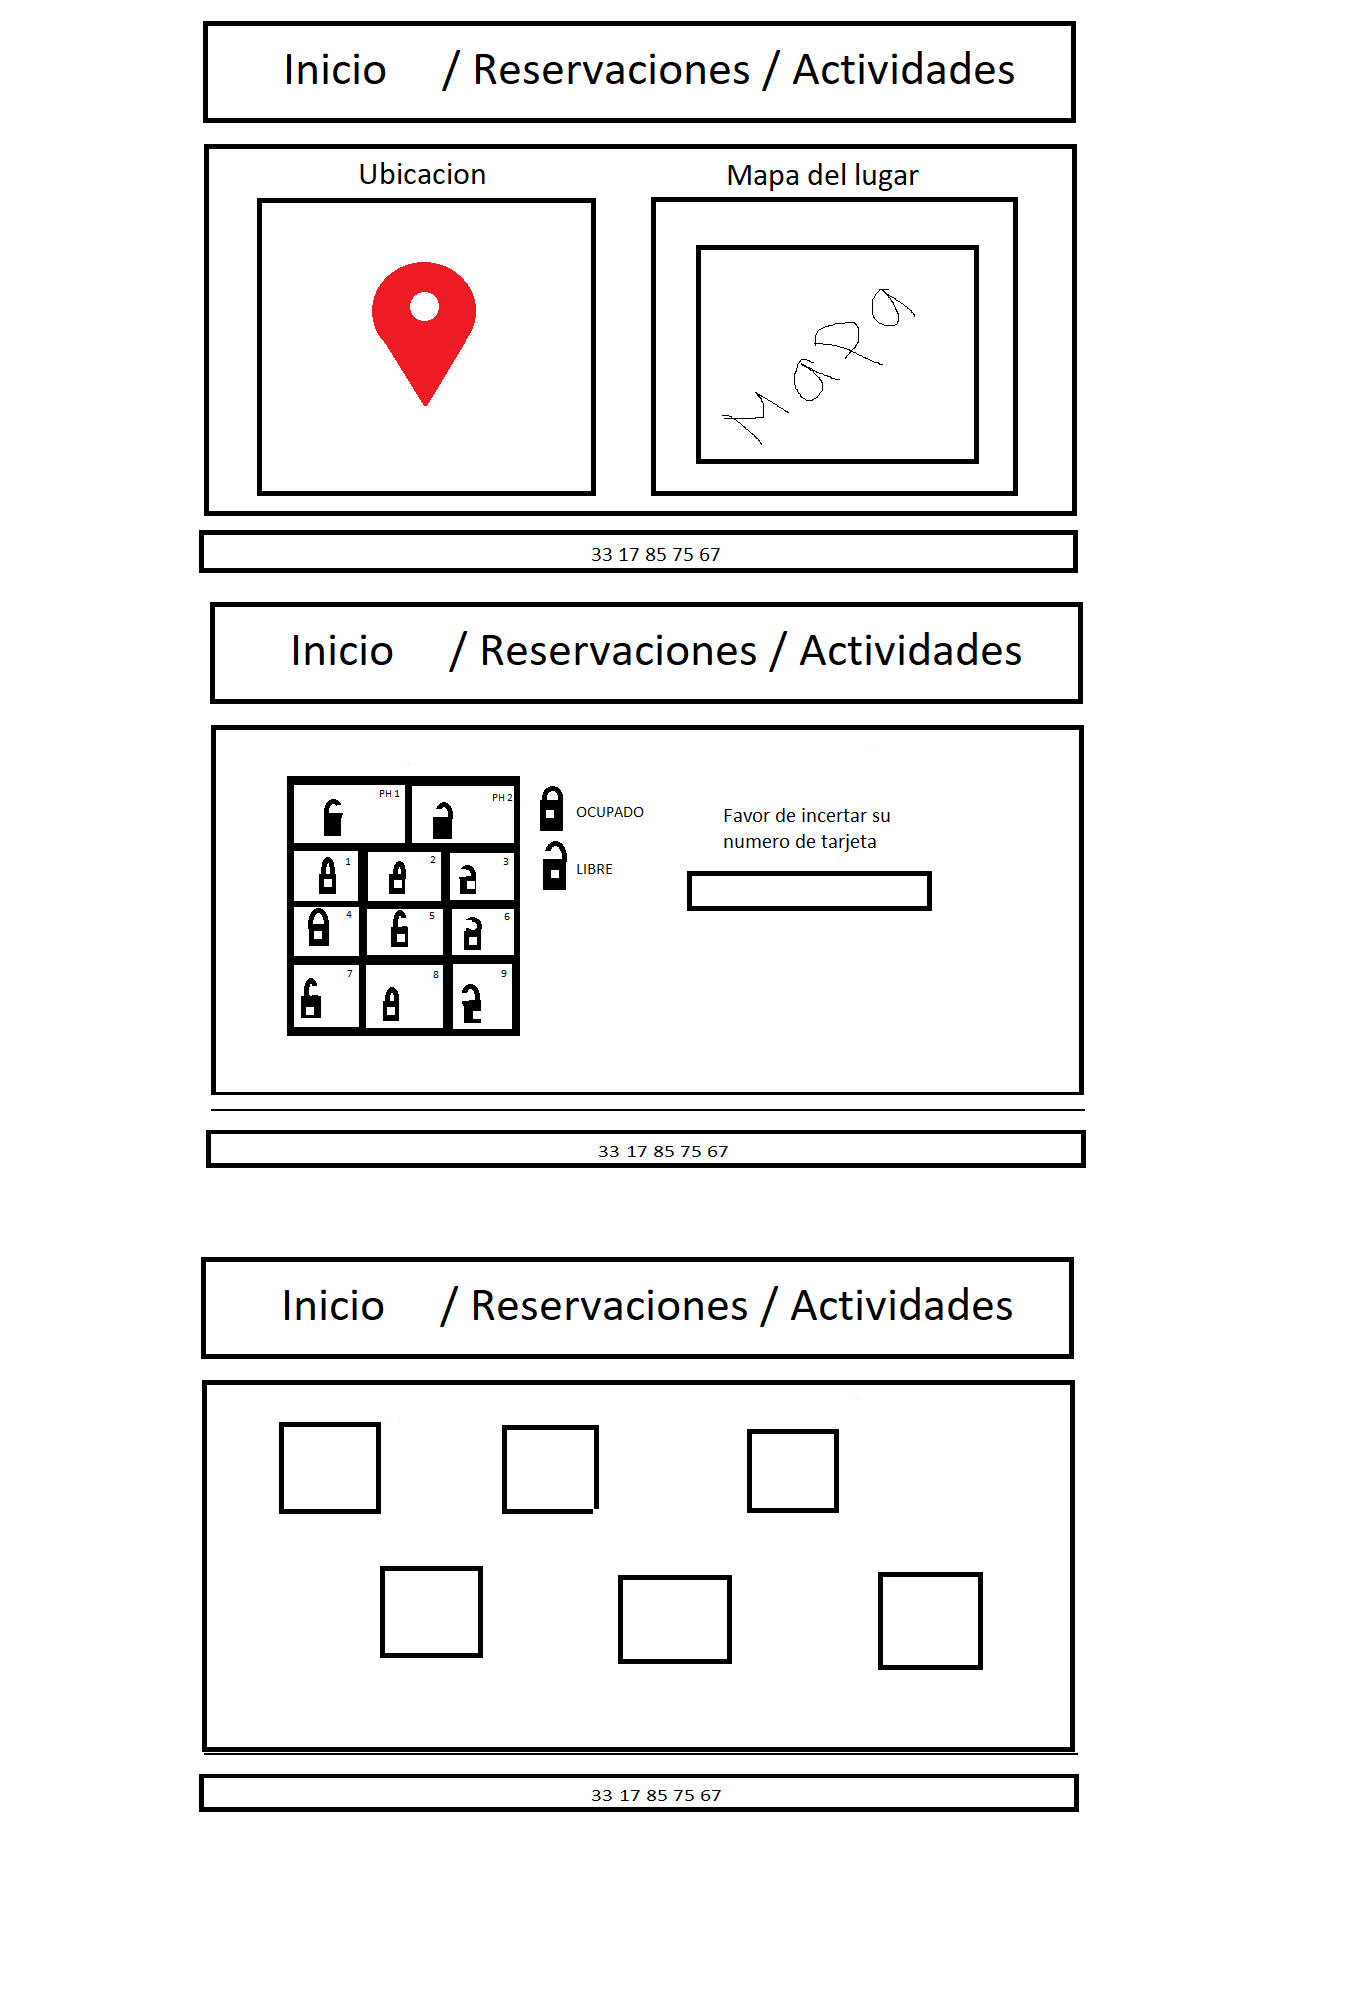 Inicio / Reservaciones / Actividades
Ubicacion
Mapa del lugar
Mapa
33 17 85 75 67
Inicio / Reservaciones / Actividades
PH 1
PH 2
OCUPADO
1
2
3
LIBRE
4
5
6
7
8
9
Favor de incertar su
numero de tarjeta
33 17 85 75 67
Inicio / Reservaciones / Actividades
33 17 85 75 67